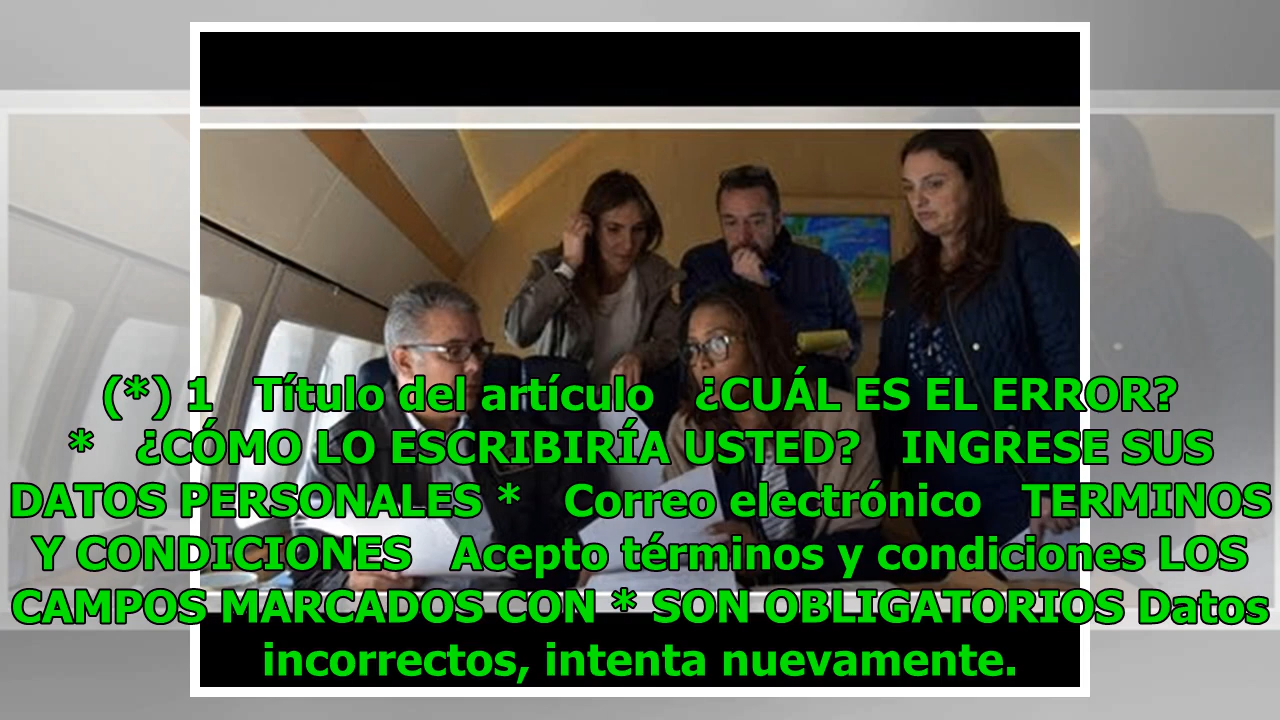 (*) 1 Título del artículo ¿CUÁL ES EL ERROR?
* ¿CÓMO LO ESCRIBIRÍA USTED? INGRESE SUS
DATOS PERSONALES * Correo electrónico TERMINOS
Y CONDICIONES Acepto términos y condiciones LOS
CAMPOS MARCADOS CON * SON OBLIGATORIOS Datos
incorrectos, intenta nuevamente.